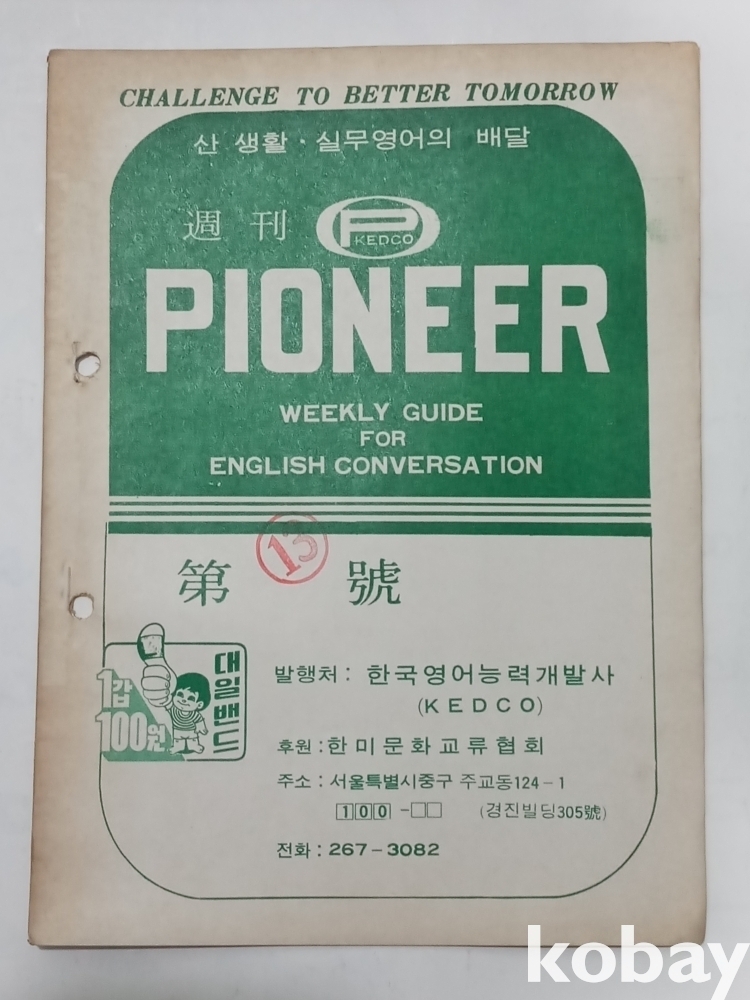 CHALLENGE TO BETTER TOMORROW
산 생활·실무영어의 배달
週刊 P KEDCO
PIONEER
WEEKLY GUIDE
FOR
ENGLISH CONVERSATION
第 13 號
대일밴드
1갑
100원
발행처: 한국영어능력개발사
(KEDCO)
후원:한미문화교류협회
주소: 서울특별시중구 주교동124-1
100-□□ (경진빌딩305號)
전화: 267-3082
kobay